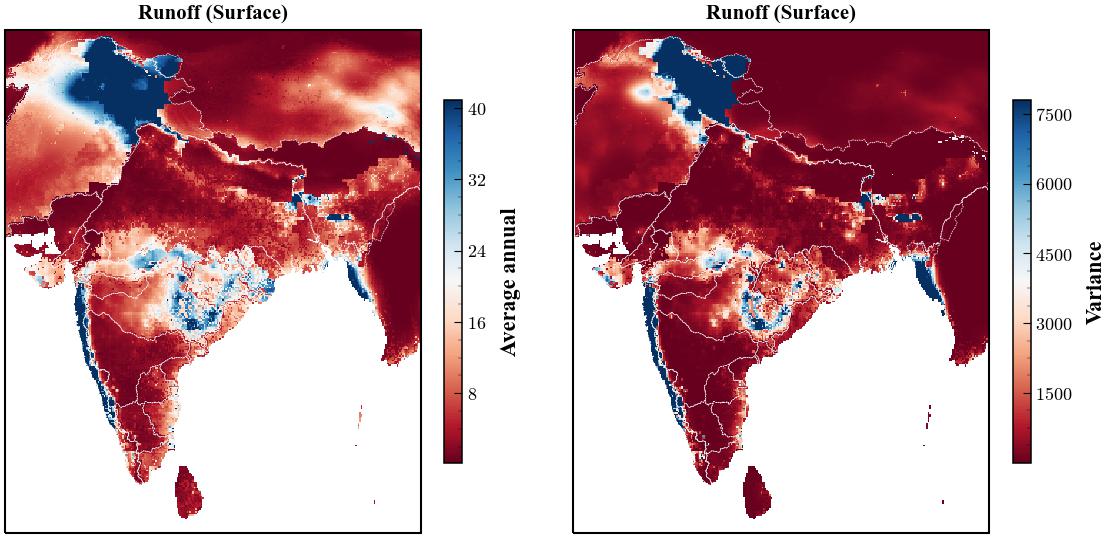 Runoff (Surface)
40
32
24
16
8
Average annual
Runoff (Surface)
7500
6000
4500
3000
1500
Variance